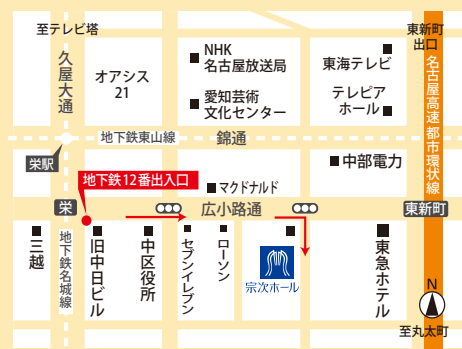 至テレビ塔
東新町
出口
久屋大通
オアシス
21
NHK
名古屋放送局
愛知芸術
文化センター
東海テレビ
テレピア
ホール
名古屋高速都市環状線
地下鉄東山線
錦通
栄駅
中部電力
地下鉄12番出入口
マクドナルド
栄
広小路通
東新町
三越
地下鉄名城線
旧中日ビル
中区役所
セブンイレブン
ローソン
宗次ホール
東急ホテル
N
至丸太町